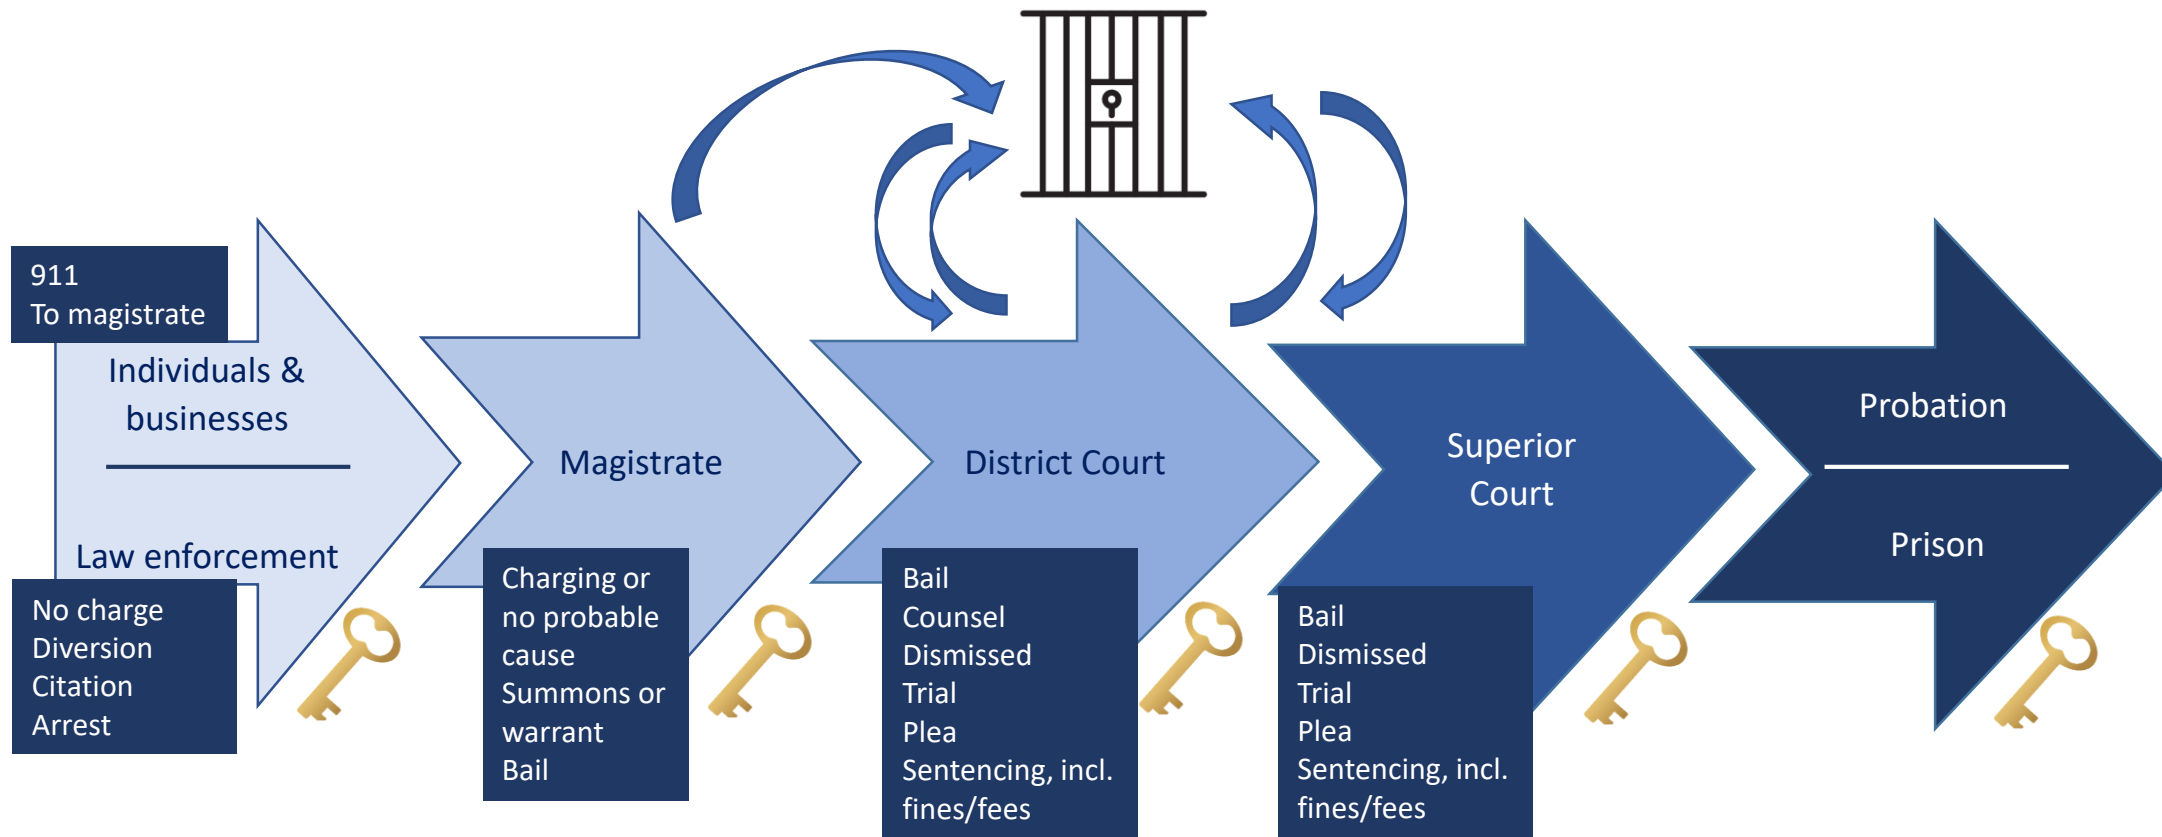 911
To magistrate
Individuals &
businesses
Law enforcement
No charge
Diversion
Citation
Arrest
Magistrate
Charging or
no probable
cause
Summons or
warrant
Bail
District Court
Bail
Counsel
Dismissed
Trial
Plea
Sentencing, incl.
fines/fees
Superior
Court
Bail
Dismissed
Trial
Plea
Sentencing, incl.
fines/fees
Probation
Prison